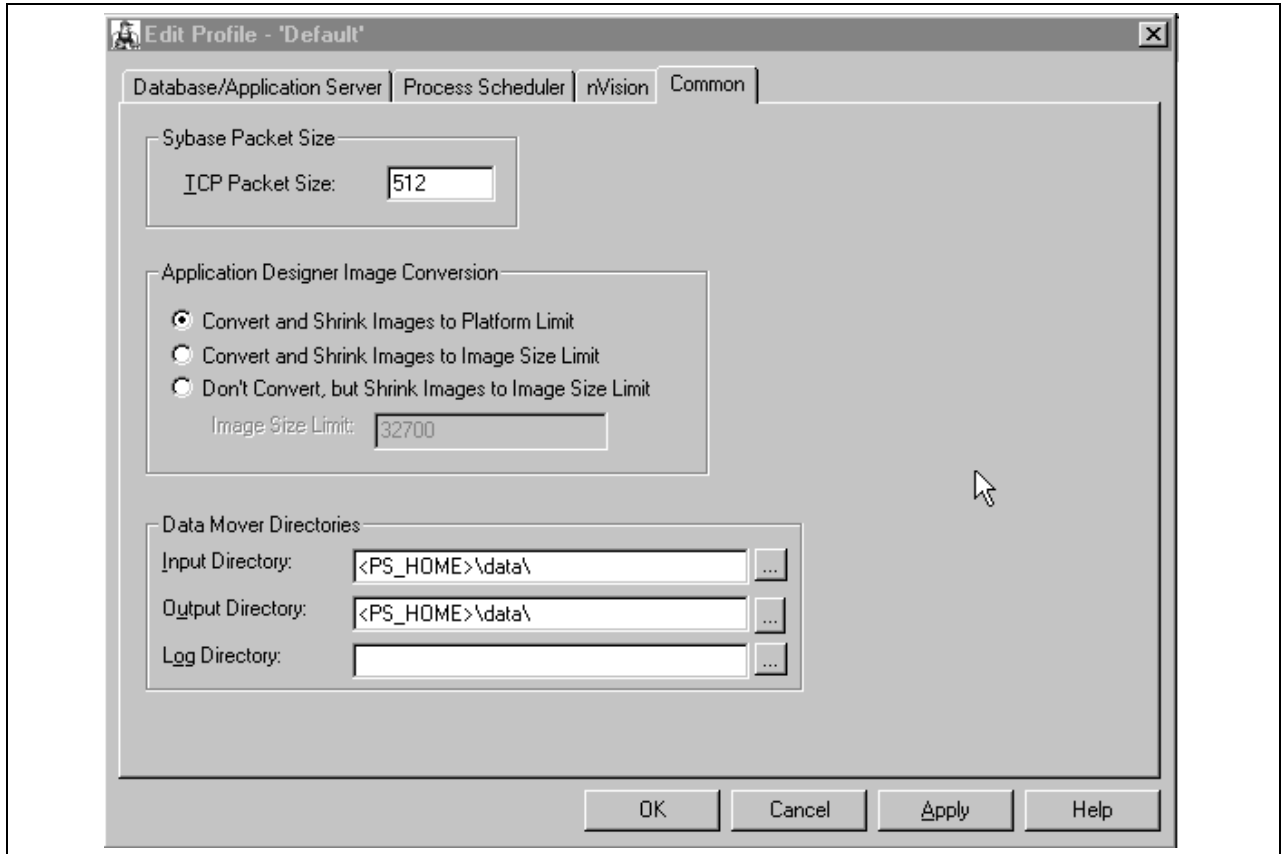 Edit Profile - 'Default'
Database/Application Server Process Scheduler nVision Common
Sybase Packet Size
TCP Packet Size: 512
Application Designer Image Conversion
Convert and Shrink Images to Platform Limit
Convert and Shrink Images to Image Size Limit
Don't Convert, but Shrink Images to Image Size Limit
Image Size Limit: 32700
Data Mover Directories
Input Directory: <PS_HOME>\data\ ...
Output Directory: <PS_HOME>\data\ ...
Log Directory: ...
OK Cancel Apply Help